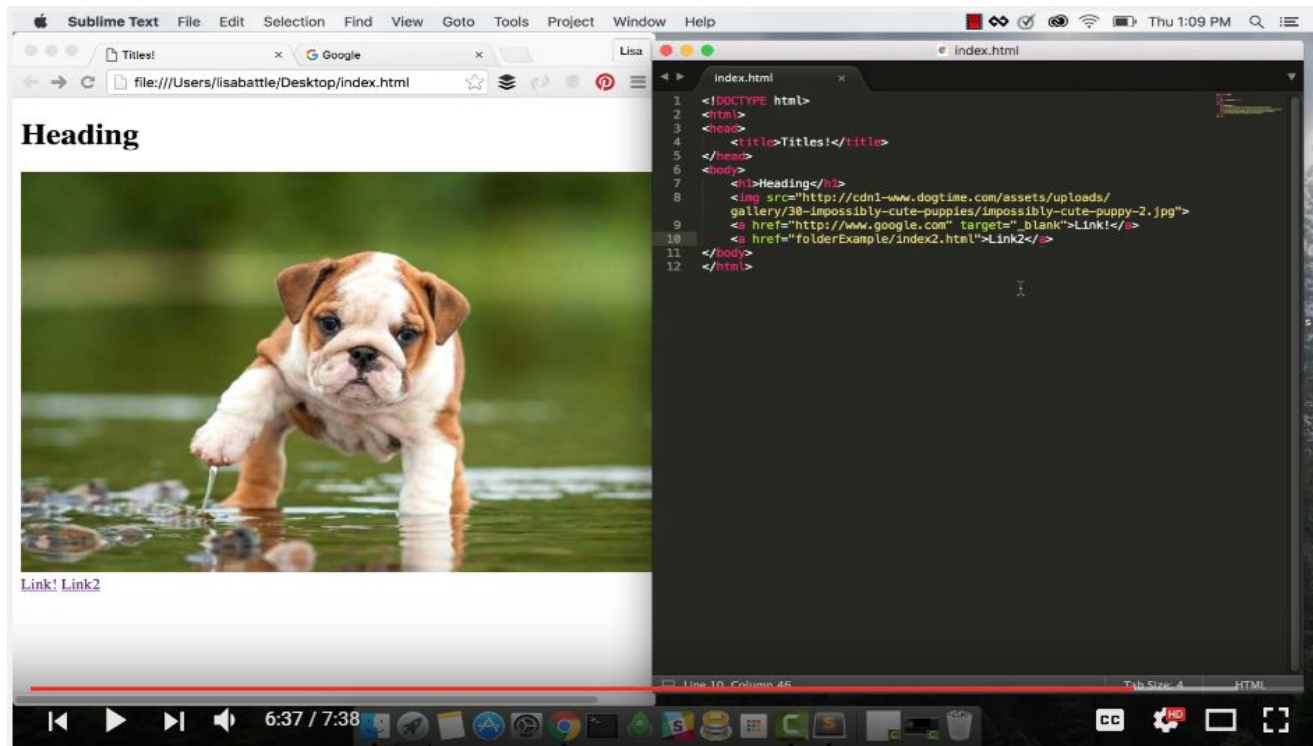 Sublime Text File Edit Selection Find View Goto Tools Project Window Help Thu 1:09 PM
Titles! Google Lisa
file:///Users/lisabattle/Desktop/index.html
Heading
Link! Link2
index.html
index.html
1 <!DOCTYPE html>
2 <html>
3 <head>
4 <title>Titles!</title>
5 </head>
6 <body>
7 <h1>Heading</h1>
8 <img src="http://cdn1-www.dogtime.com/assets/uploads/
gallery/30-impossibly-cute-puppies/impossibly-cute-puppy-2.jpg">
9 <a href="http://www.google.com" target="_blank">Link!</a>
10 <a href="folderExample/index2.html">Link2</a>
11 </body>
12 </html>
Line 10, Column 46 Tab Size: 4 HTML
6:37 / 7:38 CC HD